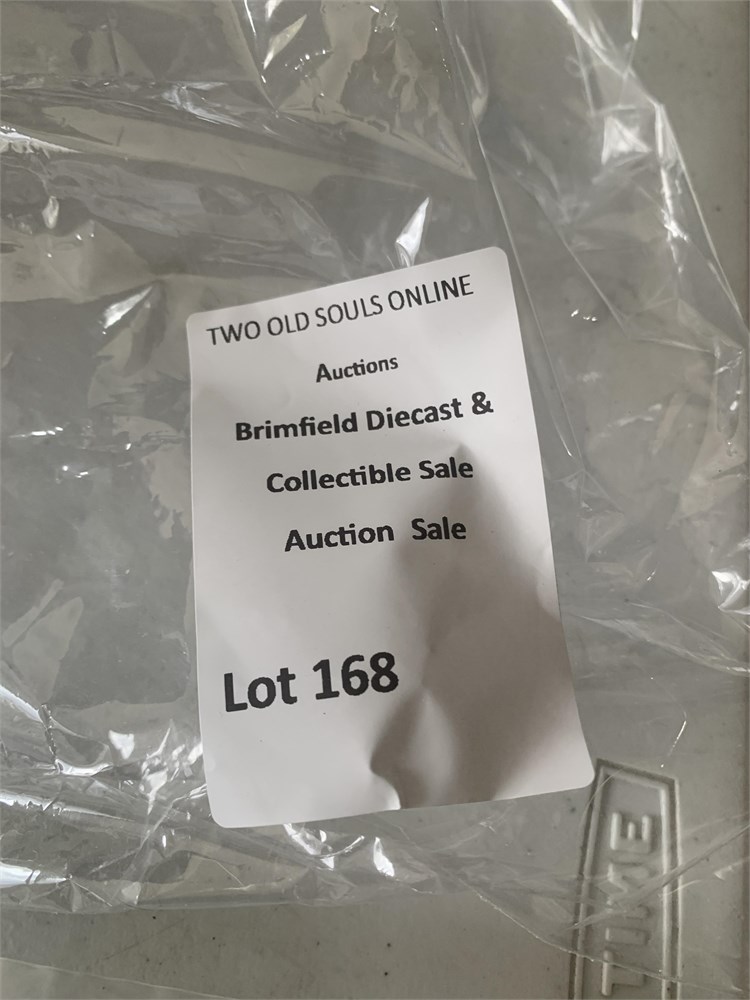 TWO OLD SOULS ONLINE
Auctions
Brimfield Diecast &
Collectible Sale
Auction Sale
Lot 168